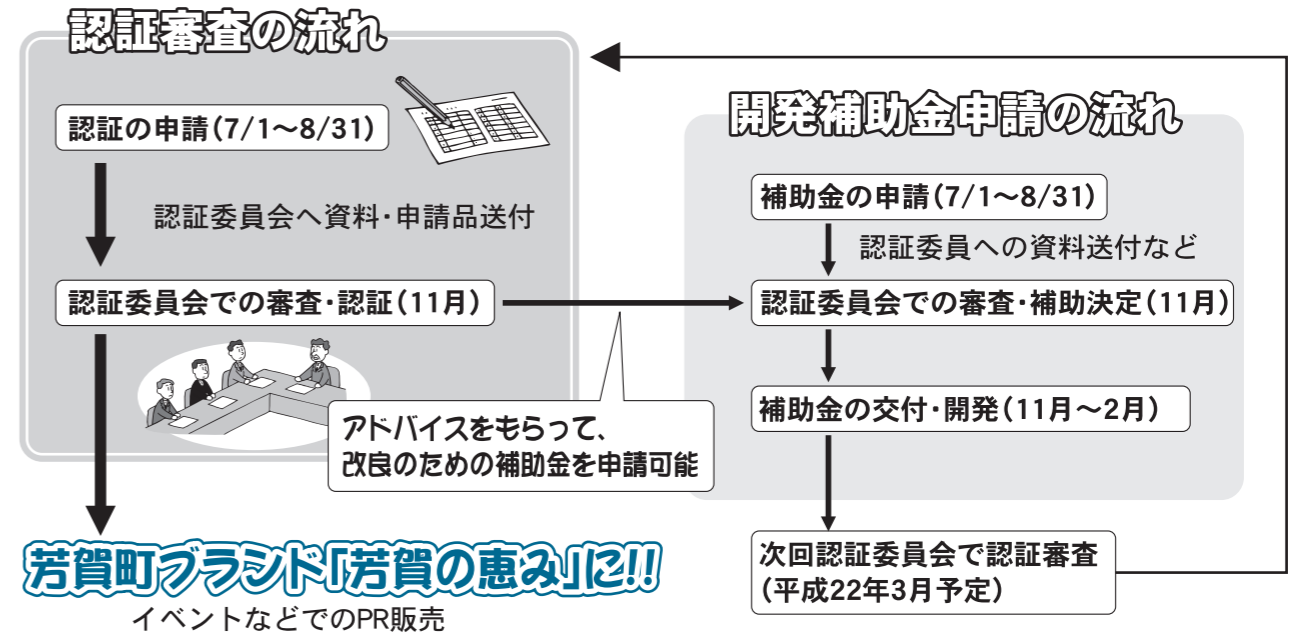 認証審査の流れ
認証の申請(7/1〜8/31)
認証委員会へ資料・申請品送付
認証委員会での審査・認証(11月)
アドバイスをもらって、
改良のための補助金を申請可能
芳賀町ブランド「芳賀の恵み」に!!
イベントなどでのPR販売
開発補助金申請の流れ
補助金の申請(7/1〜8/31)
認証委員への資料送付など
認証委員会での審査・補助決定(11月)
補助金の交付・開発(11月〜2月)
次回認証委員会で認証審査
(平成22年3月予定)